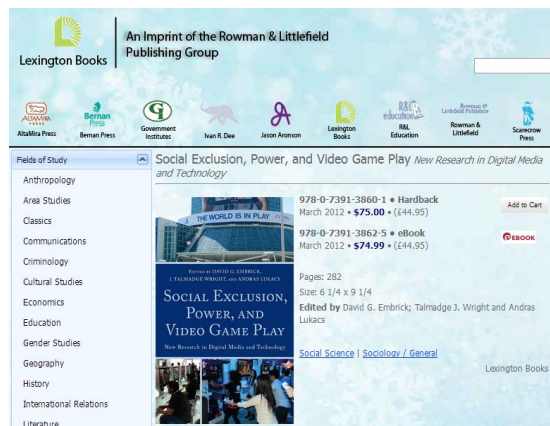 Lexington Books
An Imprint of the Rowman & Littlefield
Publishing Group
ALTAMIRA
PRESS
Bernan
Press
G
R&L
education
Rowman &
Littlefield Publishers
AltaMira Press
Bernan Press
Government
Institutes
Ivan R. Dee
Jason Aronson
Lexington
Books
R&L
Education
Rowman &
Littlefield
Scarecrow
Press
Fields of Study
Anthropology
Area Studies
Classics
Communications
Criminology
Cultural Studies
Economics
Education
Gender Studies
Geography
History
International Relations
Literature
Social Exclusion, Power, and Video Game Play New Research in Digital Media
and Technology
THE WORLD IS IN PLAY
EDITED BY DAVID G. EMBRICK,
J. TALMADGE WRIGHT, AND ANDRAS LUKACS
SOCIAL EXCLUSION,
POWER, AND
VIDEO GAME PLAY
New Research in Digital Media and Technology
978-0-7391-3860-1 • Hardback
March 2012 • $75.00 • (£44.95)
Add to Cart
978-0-7391-3862-5 • eBook
March 2012 • $74.99 • (£44.95)
EBOOK
Pages: 282
Size: 6 1/4 x 9 1/4
Edited by David G. Embrick; Talmadge J. Wright and Andras
Lukacs
Social Science | Sociology / General
Lexington Books